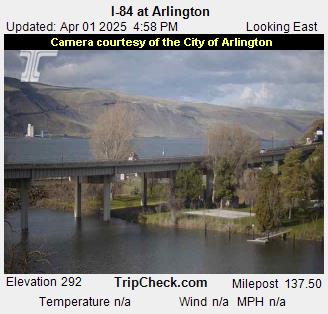 I-84 at Arlington
Updated: Apr 01 2025 4:58 PM Looking East
Camera courtesy of the City of Arlington
Elevation 292 TripCheck.com Milepost 137.50
Temperature n/a Wind n/a MPH n/a